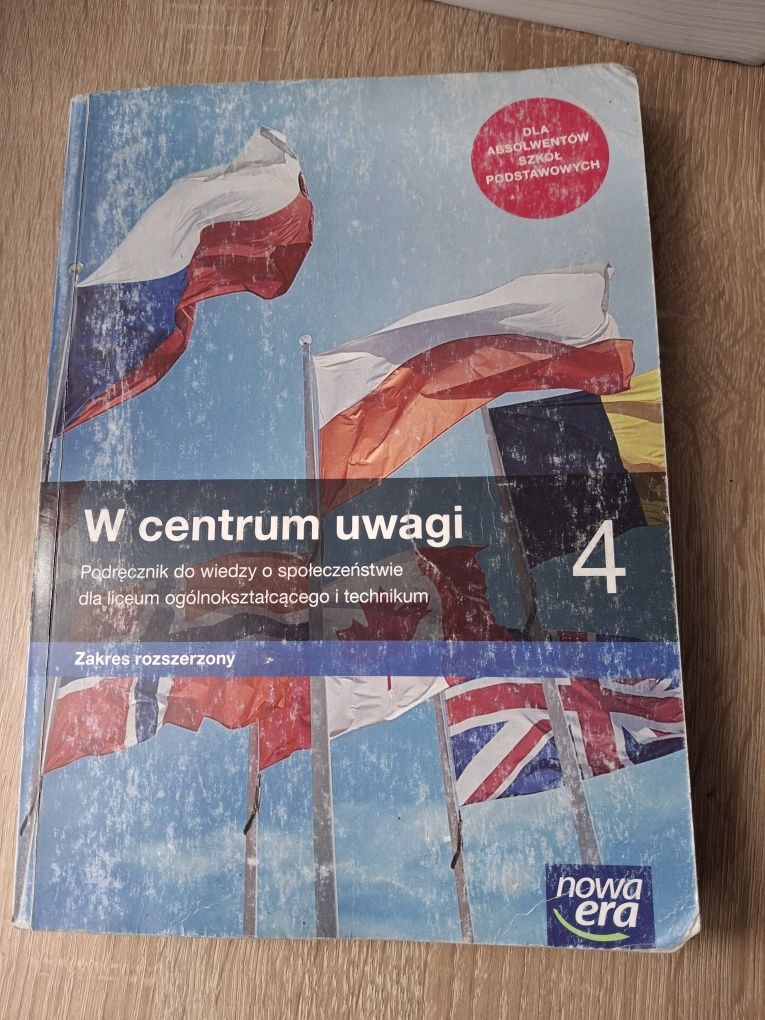 DLA
ABSOLWENTÓW
SZKÓŁ
PODSTAWOWYCH
W centrum uwagi
4
Podręcznik do wiedzy o społeczeństwie
dla liceum ogólnokształcącego i technikum
Zakres rozszerzony
nowa
era